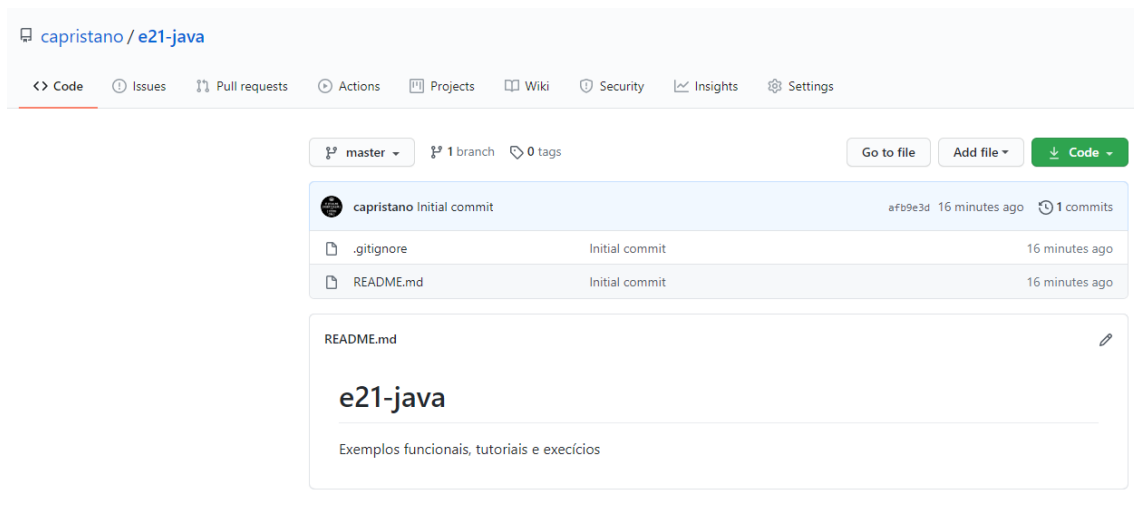 capristano / e21-java
Code Issues Pull requests Actions Projects Wiki Security Insights Settings
master 1 branch 0 tags Go to file Add file Code
capristano Initial commit afb9e3d 16 minutes ago 1 commits
.gitignore Initial commit 16 minutes ago
README.md Initial commit 16 minutes ago
README.md
e21-java
Exemplos funcionais, tutoriais e execícios